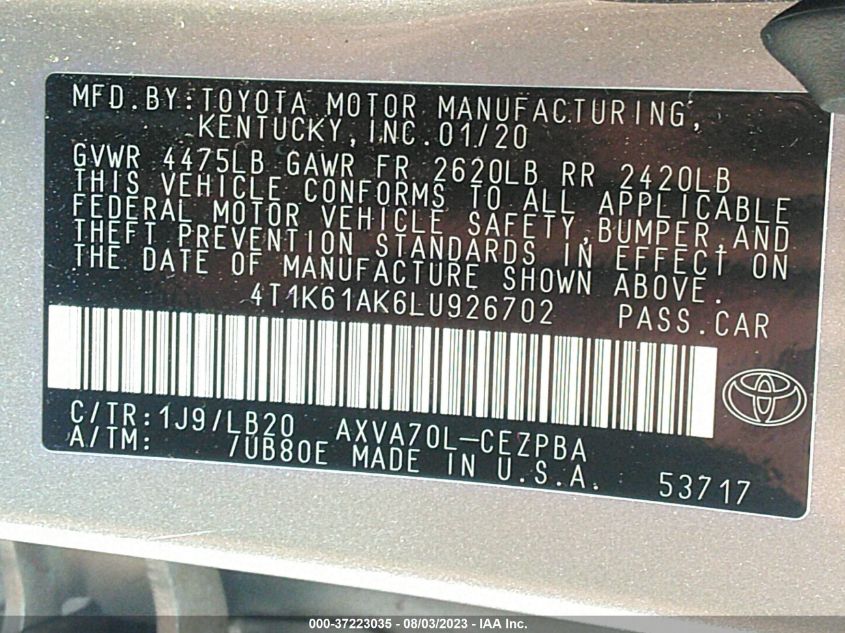 MFD.BY:TOYOTA MOTOR MANUFACTURING,
KENTUCKY,INC.01/20
GVWR 4475LB GAWR FR 2620LB RR 2420LB
THIS VEHICLE CONFORMS TO ALL APPLICABLE
FEDERAL MOTOR VEHICLE SAFETY,BUMPER,AND
THEFT PREVENTION STANDARDS IN EFFECT ON
THE DATE OF MANUFACTURE SHOWN ABOVE.
4T1K61AK6LU926702 PASS.CAR
C/TR:1J9/LB20 AXVA70L-CEZPBA
A/TM: /UB80E MADE IN U.S.A.
53717
000-37223035 - 08/03/2023 - IAA Inc.